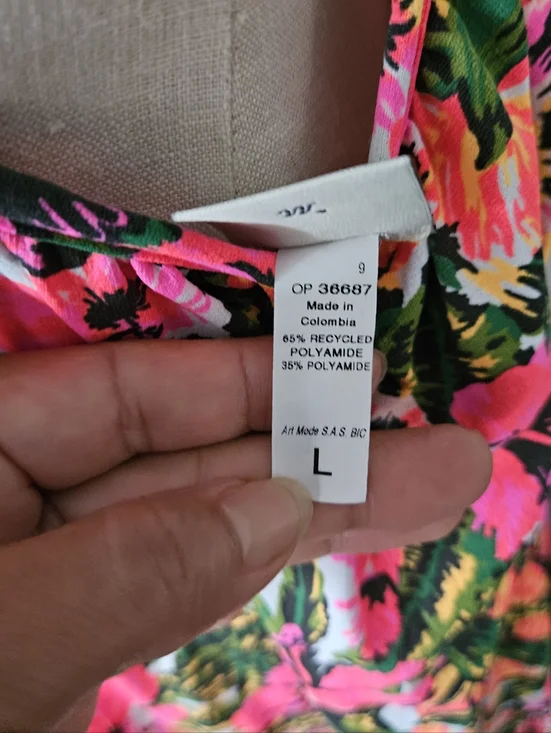 9
OP 36687
Made in
Colombia
65% RECYCLED
POLYAMIDE
35% POLYAMIDE
Art Mode S.A.S. BIC
L